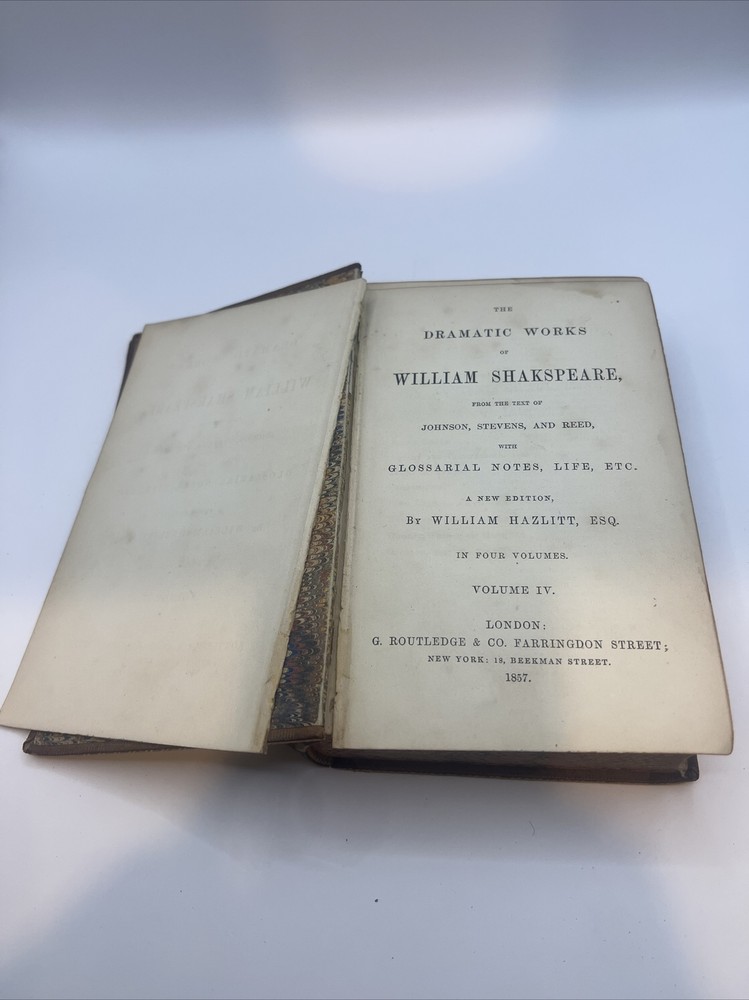 THE
DRAMATIC WORKS
OF
WILLIAM SHAKSPEARE,
FROM THE TEXT OF
JOHNSON, STEVENS, AND REED,
WITH
GLOSSARIAL NOTES, LIFE, ETC.
A NEW EDITION,
BY WILLIAM HAZLITT, ESQ.
IN FOUR VOLUMES.
VOLUME IV.
LONDON:
G. ROUTLEDGE & CO. FARRINGDON STREET;
NEW YORK: 18, BEEKMAN STREET.
1857.